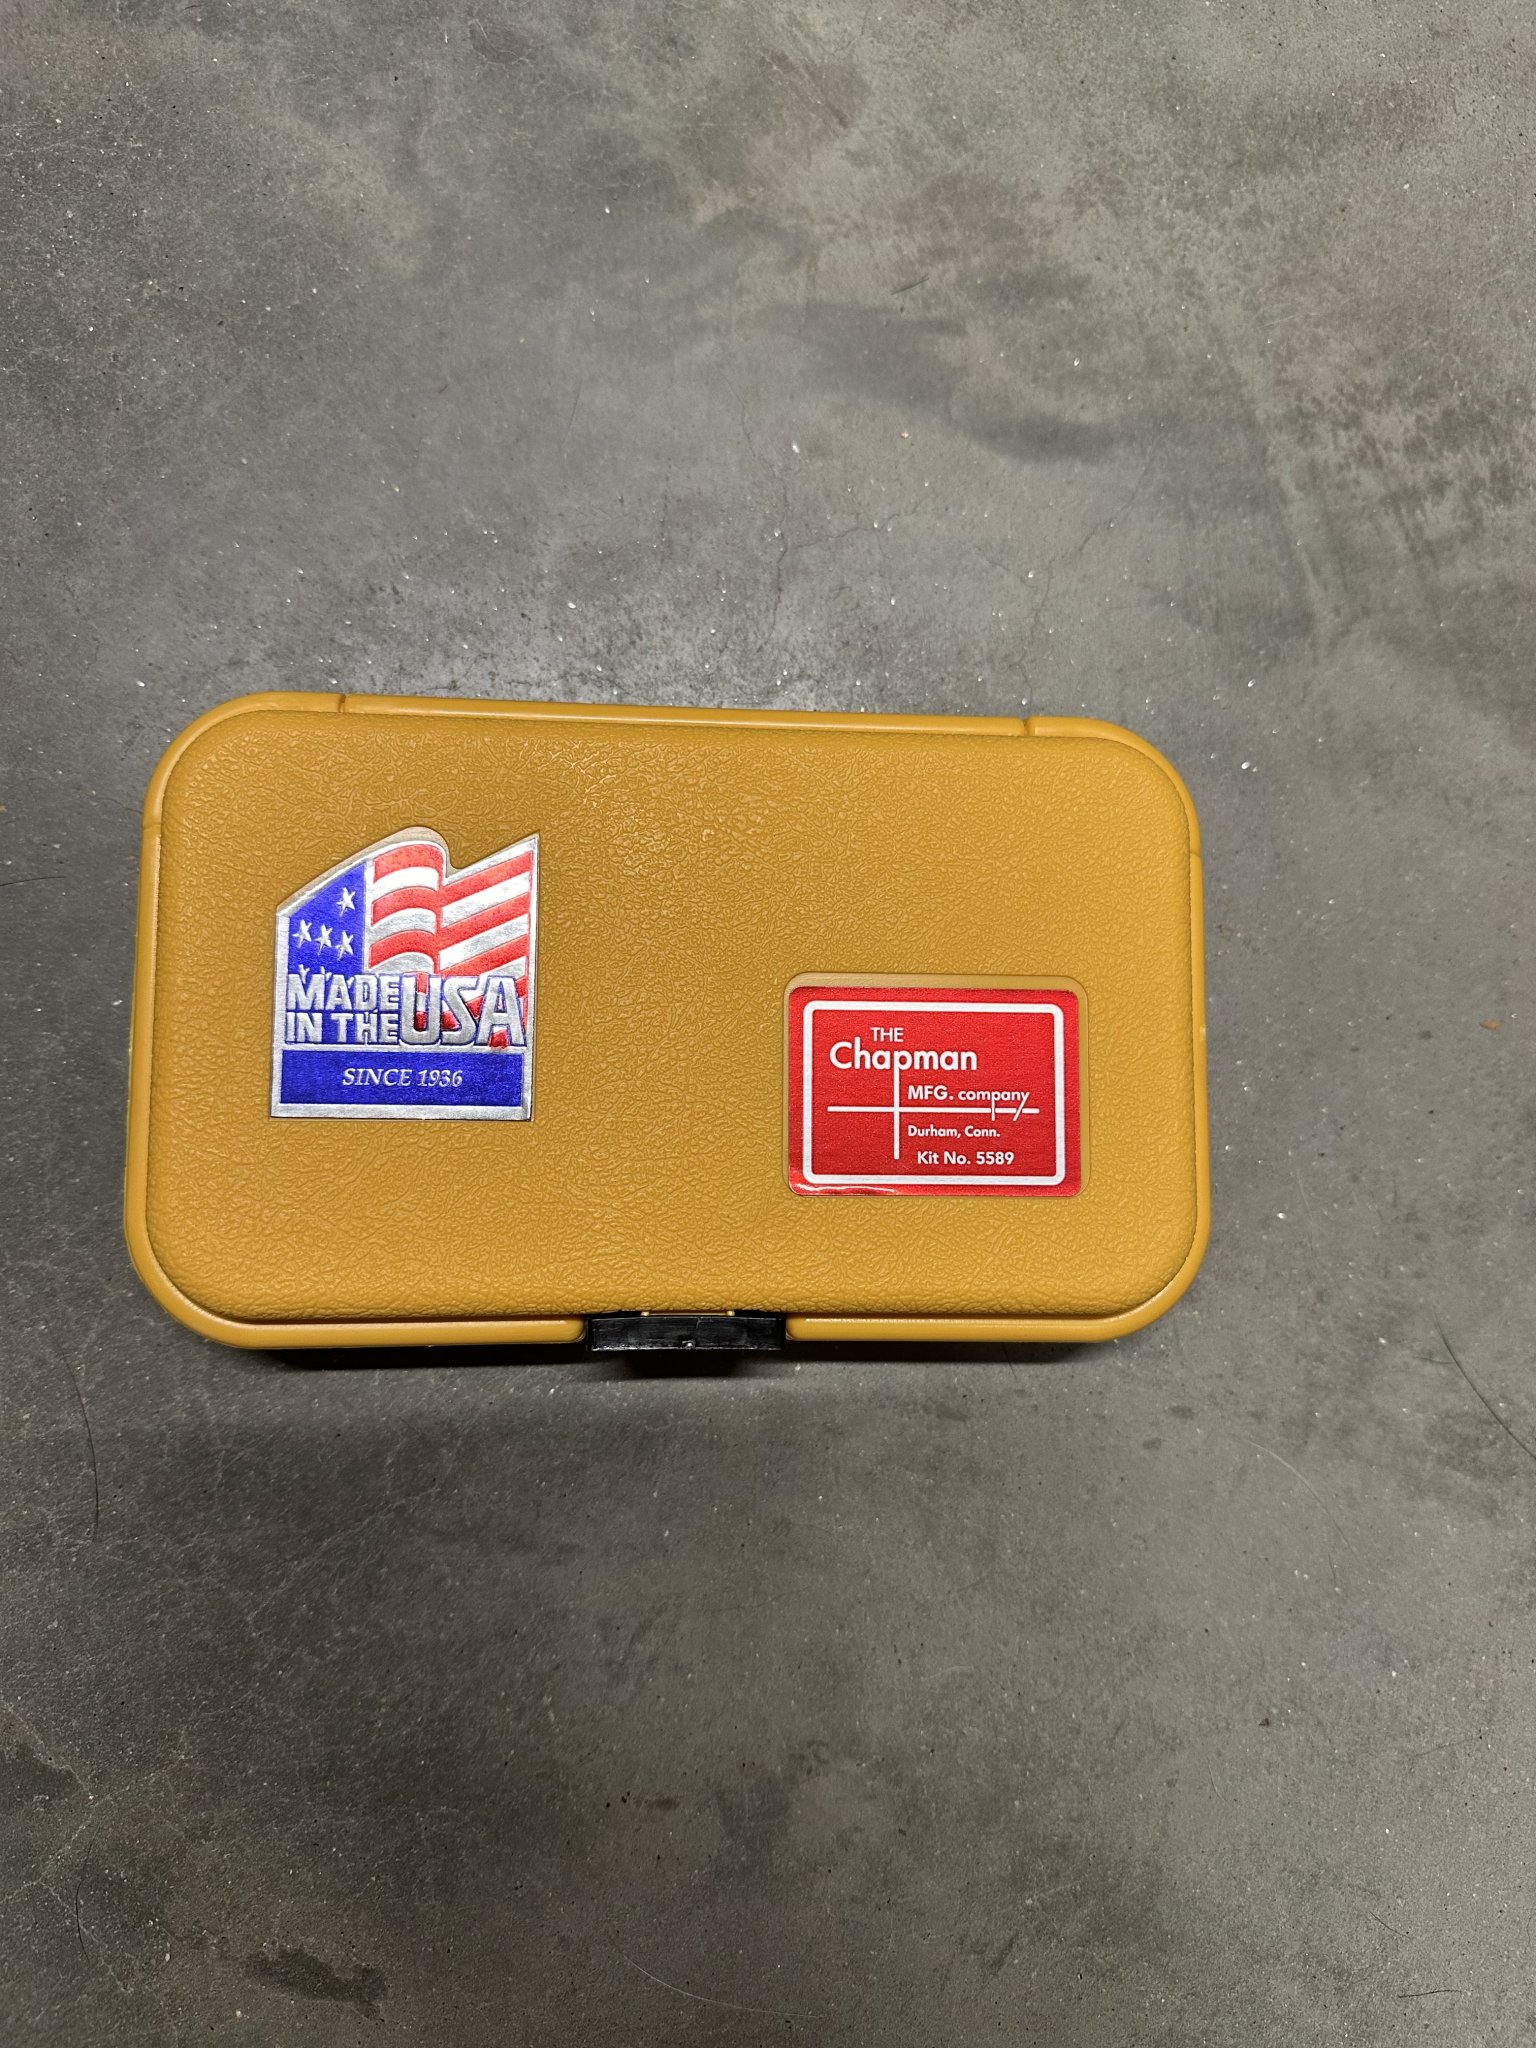 MADE
IN THE USA
SINCE 1936
THE
Chapman
MFG. company
Durham, Conn.
Kit No. 5589